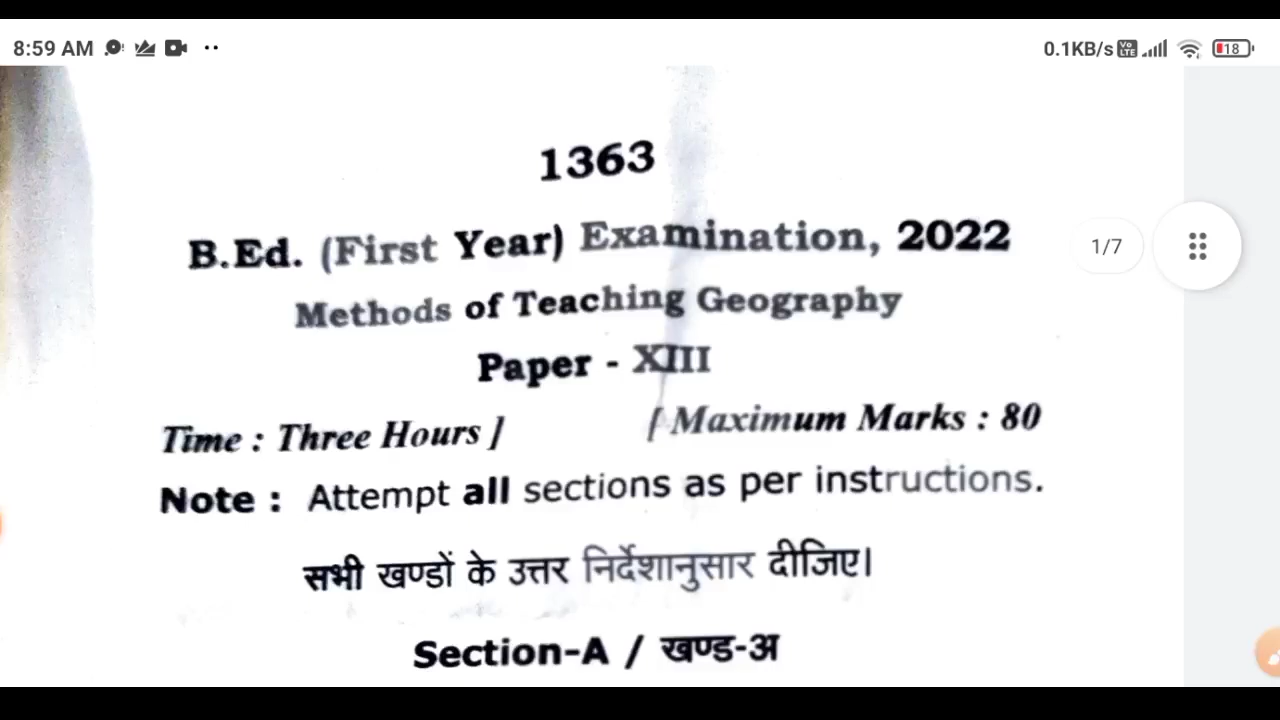 8:59 AM
0.1KB/s Vo LTE 18
1363
B.Ed. (First Year) Examination, 2022
1/7
Methods of Teaching Geography
Paper - XIII
Time : Three Hours ] [ Maximum Marks : 80
Note : Attempt all sections as per instructions.
सभी खण्डों के उत्तर निर्देशानुसार दीजिए।
Section-A / खण्ड-अ